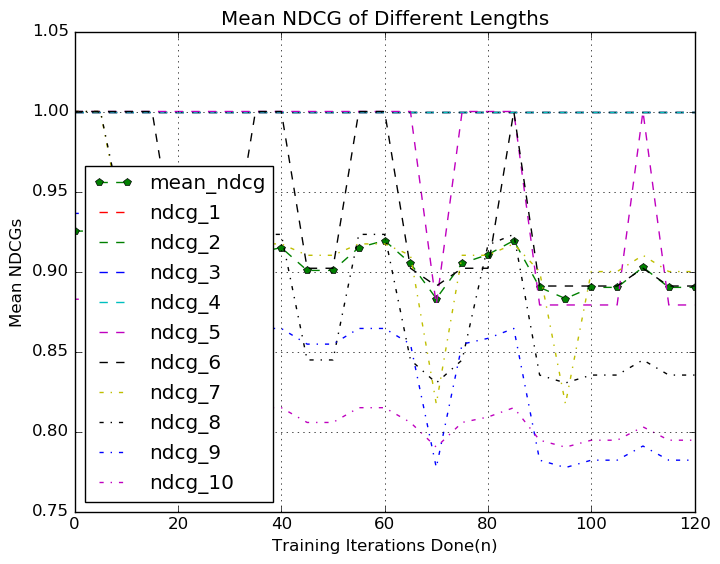 Mean NDCG of Different Lengths
1.05
1.00
0.95
0.90
0.85
0.80
0.75
Mean NDCGs
mean_ndcg
ndcg_1
ndcg_2
ndcg_3
ndcg_4
ndcg_5
ndcg_6
ndcg_7
ndcg_8
ndcg_9
ndcg_10
0 20 40 60 80 100 120
Training Iterations Done(n)